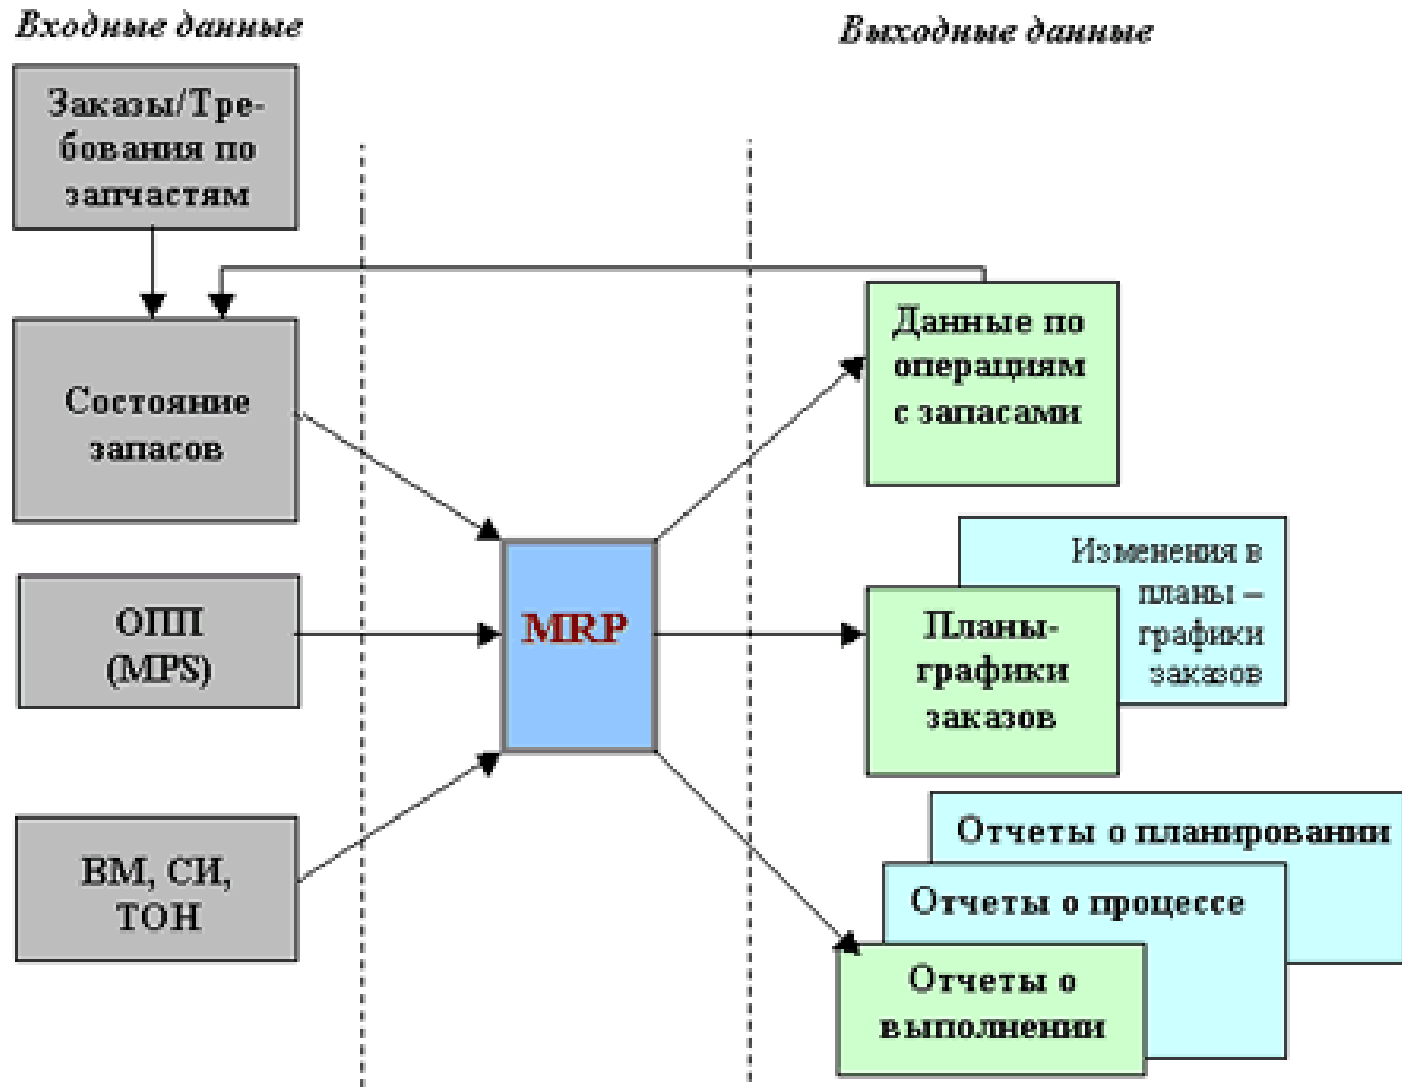 Входные данные
Выходные данные
Заказы/Тре-
бования по
запчастям
Состояние
запасов
ОПП
(MPS)
ВМ, СИ,
ТОН
MRP
Данные по
операциям
с запасами
Изменения в
планы –
графики
заказов
Планы-
графики
заказов
Отчеты о планировании
Отчеты о процессе
Отчеты о
выполнении